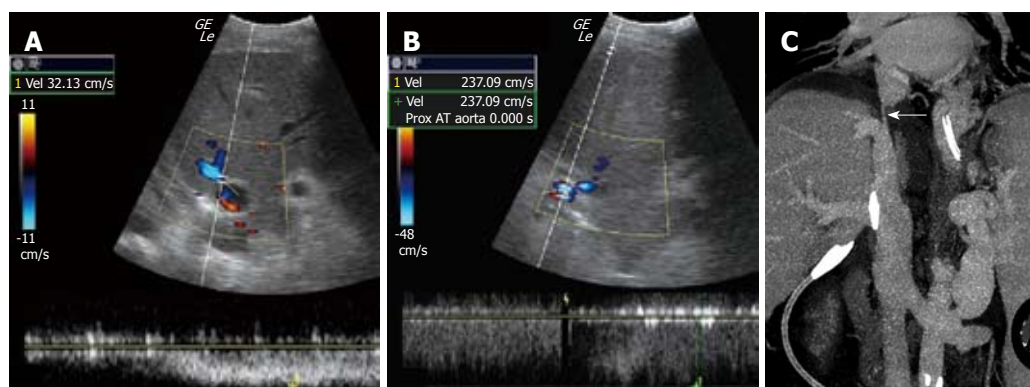 A
GE
Le
1 Vel 32.13 cm/s
11
-11
cm/s
B
GE
Le
1 Vel 237.09 cm/s
+ Vel 237.09 cm/s
Prox AT aorta 0.000 s
-48
cm/s
C